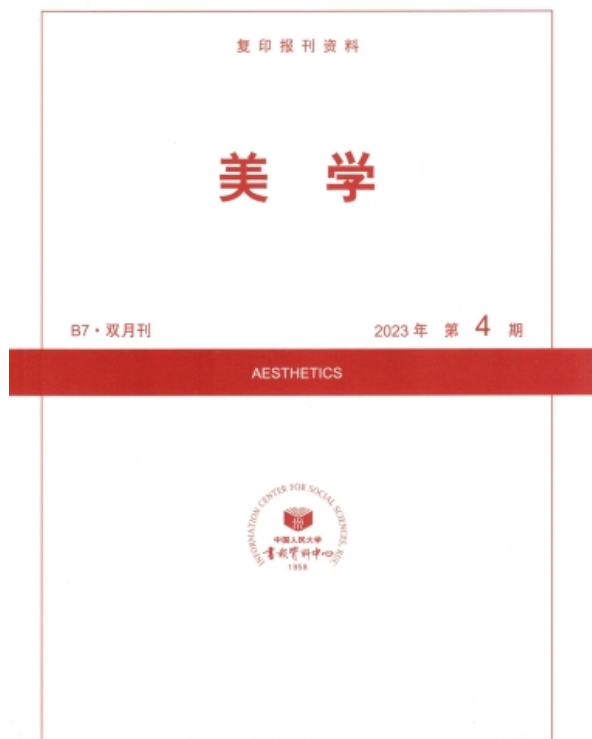 复印报刊资料
美 学
B7·双月刊
2023年 第 4 期
AESTHETICS
INFORMATION CENTER FOR SOCIAL SCIENCES, RUC
中国人民大学
書報资料中心
1958